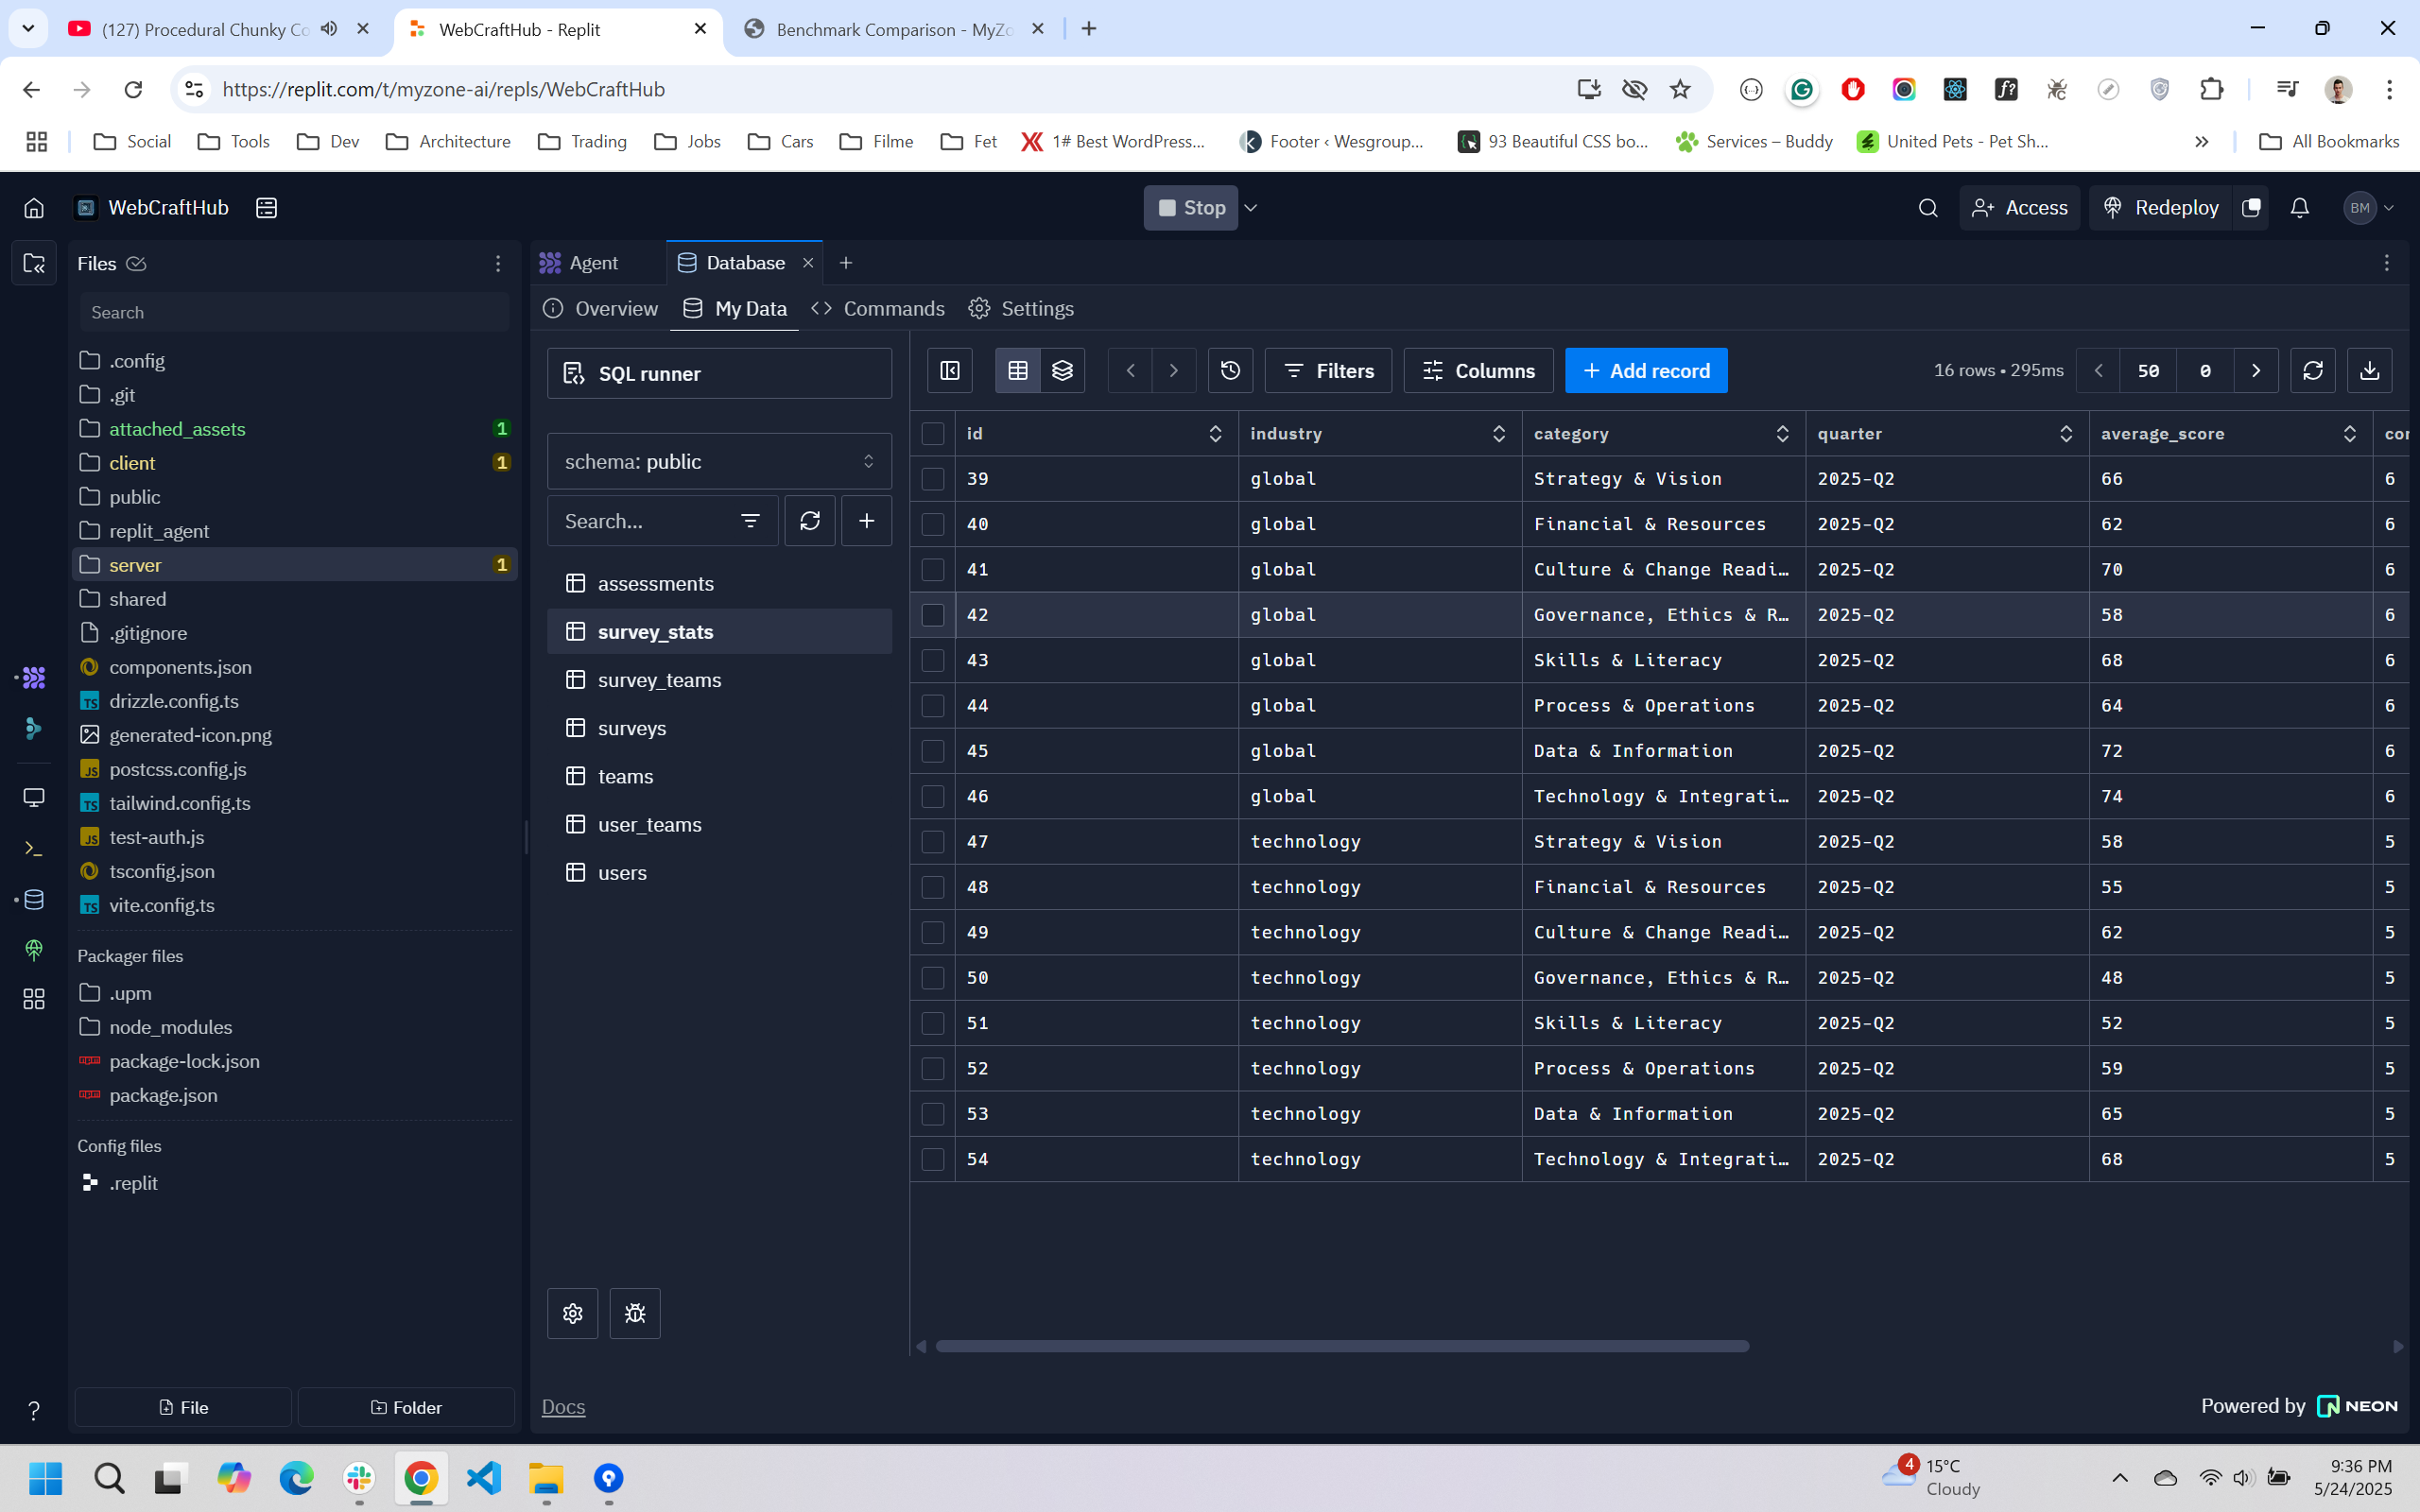 (127) Procedural Chunky Co
WebCraftHub - Replit
Benchmark Comparison - MyZo
https://replit.com/t/myzone-ai/repls/WebCraftHub
Social
Tools
Dev
Architecture
Trading
Jobs
Cars
Filme
Fet
1# Best WordPress...
Footer ‹ Wesgroup...
93 Beautiful CSS bo...
Services – Buddy
United Pets - Pet Sh...
All Bookmarks
WebCraftHub
Stop
Access
Redeploy
BM
Files
Agent
Database
Search
Overview
My Data
Commands
Settings
.config
.git
attached_assets 1
client 1
public
replit_agent
server 1
shared
.gitignore
components.json
drizzle.config.ts
generated-icon.png
postcss.config.js
tailwind.config.ts
test-auth.js
tsconfig.json
vite.config.ts
Packager files
.upm
node_modules
package-lock.json
package.json
Config files
.replit
File
Folder
SQL runner
schema: public
Search...
assessments
survey_stats
survey_teams
surveys
teams
user_teams
users
Docs
Filters
Columns
Add record
16 rows • 295ms
50
0
id industry category quarter average_score cor
39 global Strategy & Vision 2025-Q2 66 6
40 global Financial & Resources 2025-Q2 62 6
41 global Culture & Change Readi… 2025-Q2 70 6
42 global Governance, Ethics & R… 2025-Q2 58 6
43 global Skills & Literacy 2025-Q2 68 6
44 global Process & Operations 2025-Q2 64 6
45 global Data & Information 2025-Q2 72 6
46 global Technology & Integrati… 2025-Q2 74 6
47 technology Strategy & Vision 2025-Q2 58 5
48 technology Financial & Resources 2025-Q2 55 5
49 technology Culture & Change Readi… 2025-Q2 62 5
50 technology Governance, Ethics & R… 2025-Q2 48 5
51 technology Skills & Literacy 2025-Q2 52 5
52 technology Process & Operations 2025-Q2 59 5
53 technology Data & Information 2025-Q2 65 5
54 technology Technology & Integrati… 2025-Q2 68 5
Powered by NEON
4
15°C
Cloudy
9:36 PM
5/24/2025